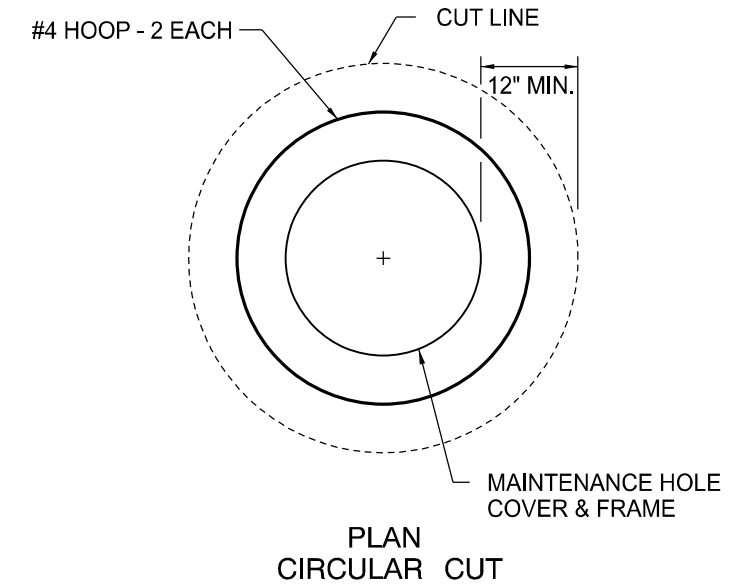 CUT LINE
#4 HOOP - 2 EACH
12" MIN.
MAINTENANCE HOLE
COVER & FRAME
PLAN
CIRCULAR CUT